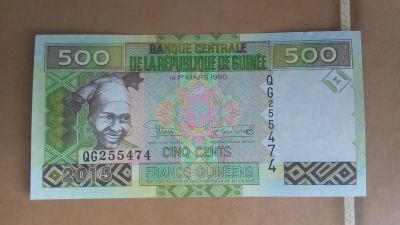 500 BANQUE CENTRALE 500
DE LA REPUBLIQUE DE GUINEE
le 1er MARS 1960
QG255474
QG255474
CINQ CENTS
2015 FRANCS GUINEENS